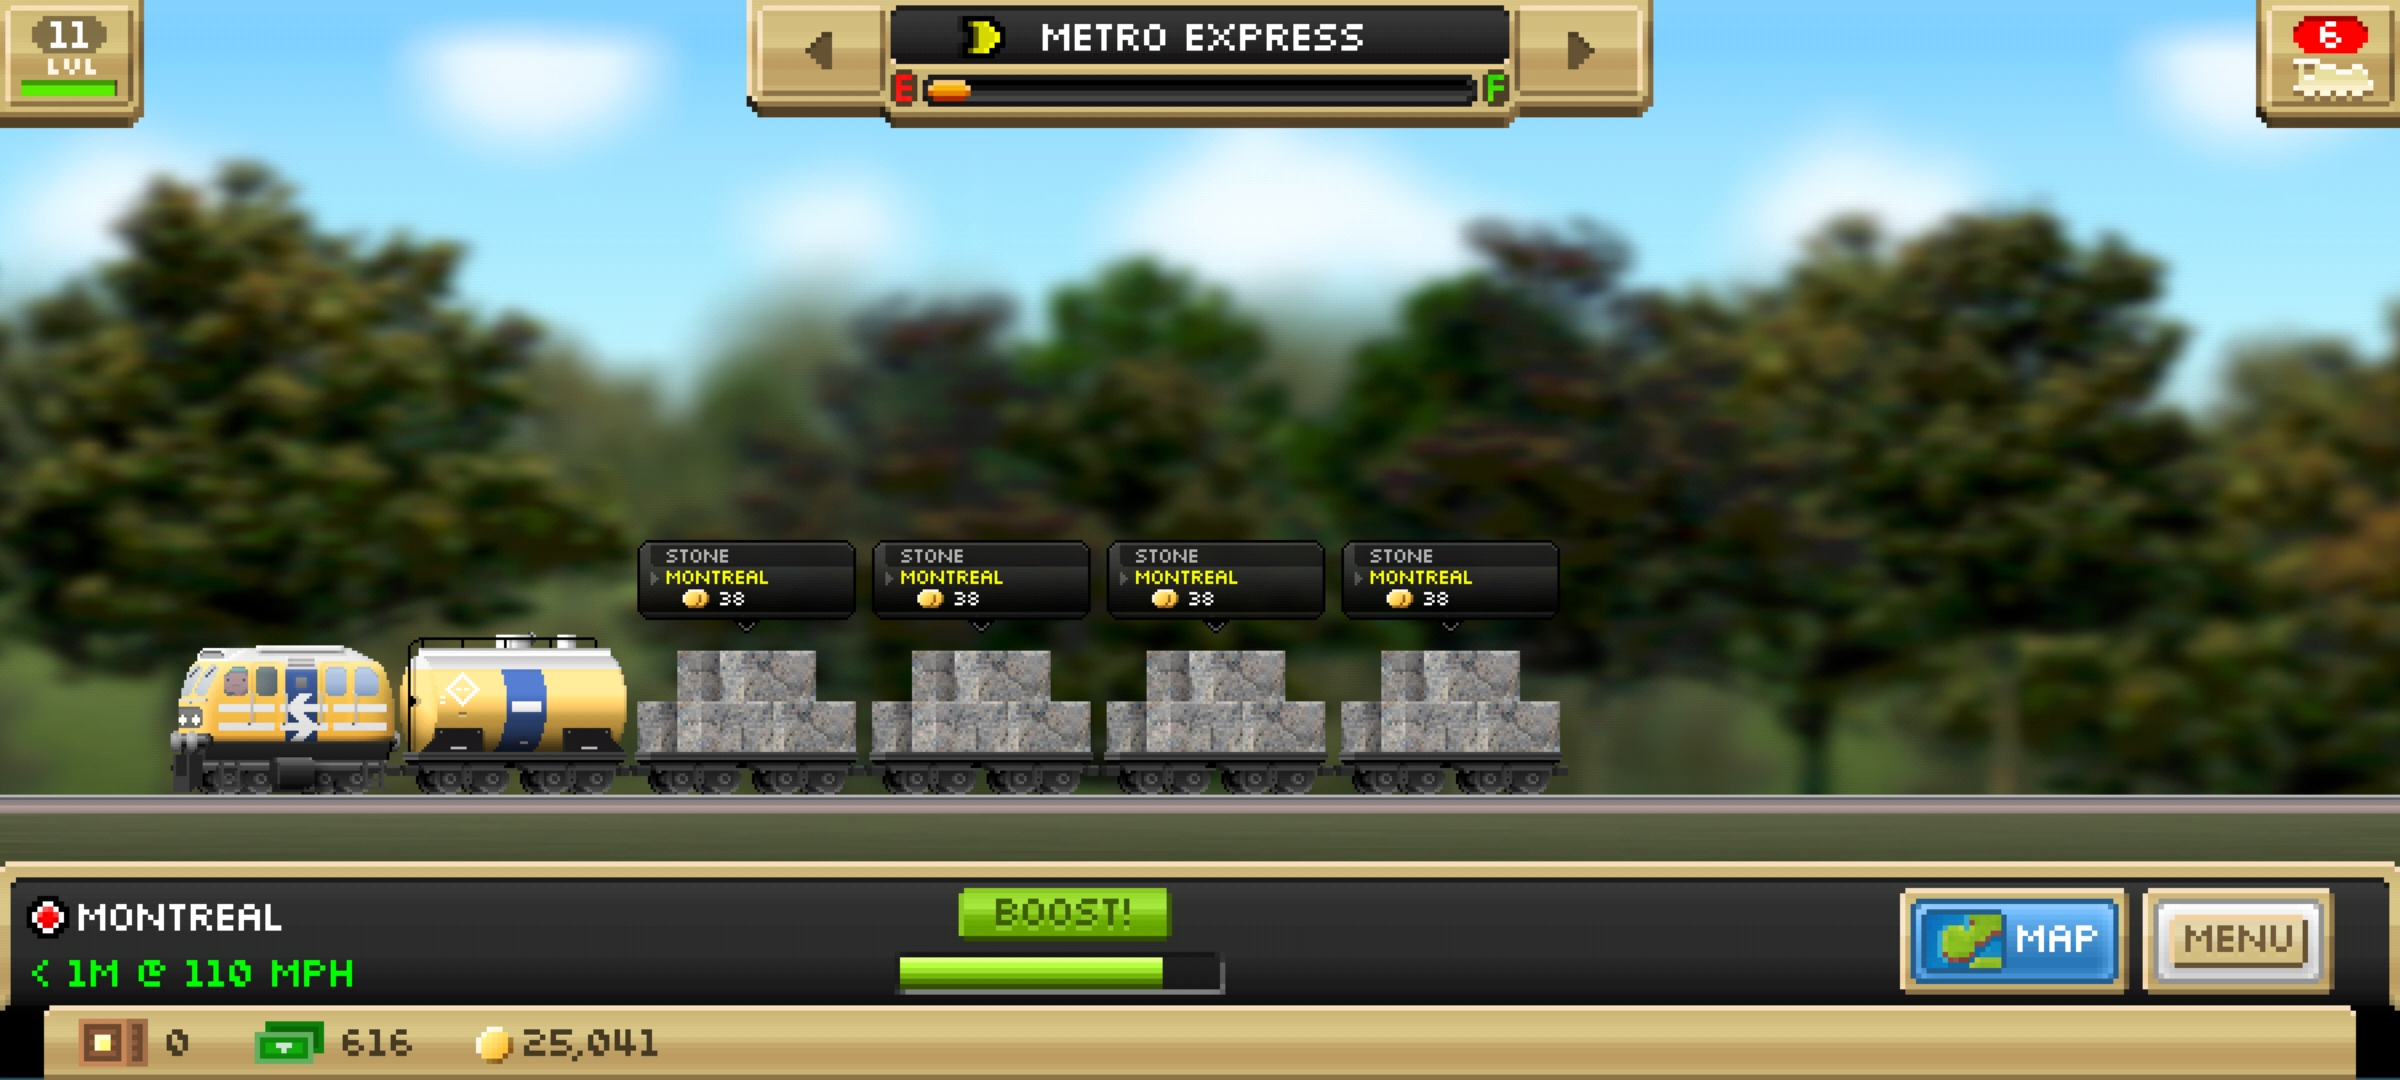 11
LVL
METRO EXPRESS
E F
6
STONE
MONTREAL
38
STONE
MONTREAL
38
STONE
MONTREAL
38
STONE
MONTREAL
38
MONTREAL
< 1M @ 110 MPH
BOOST!
MAP
MENU
0
616
25,041